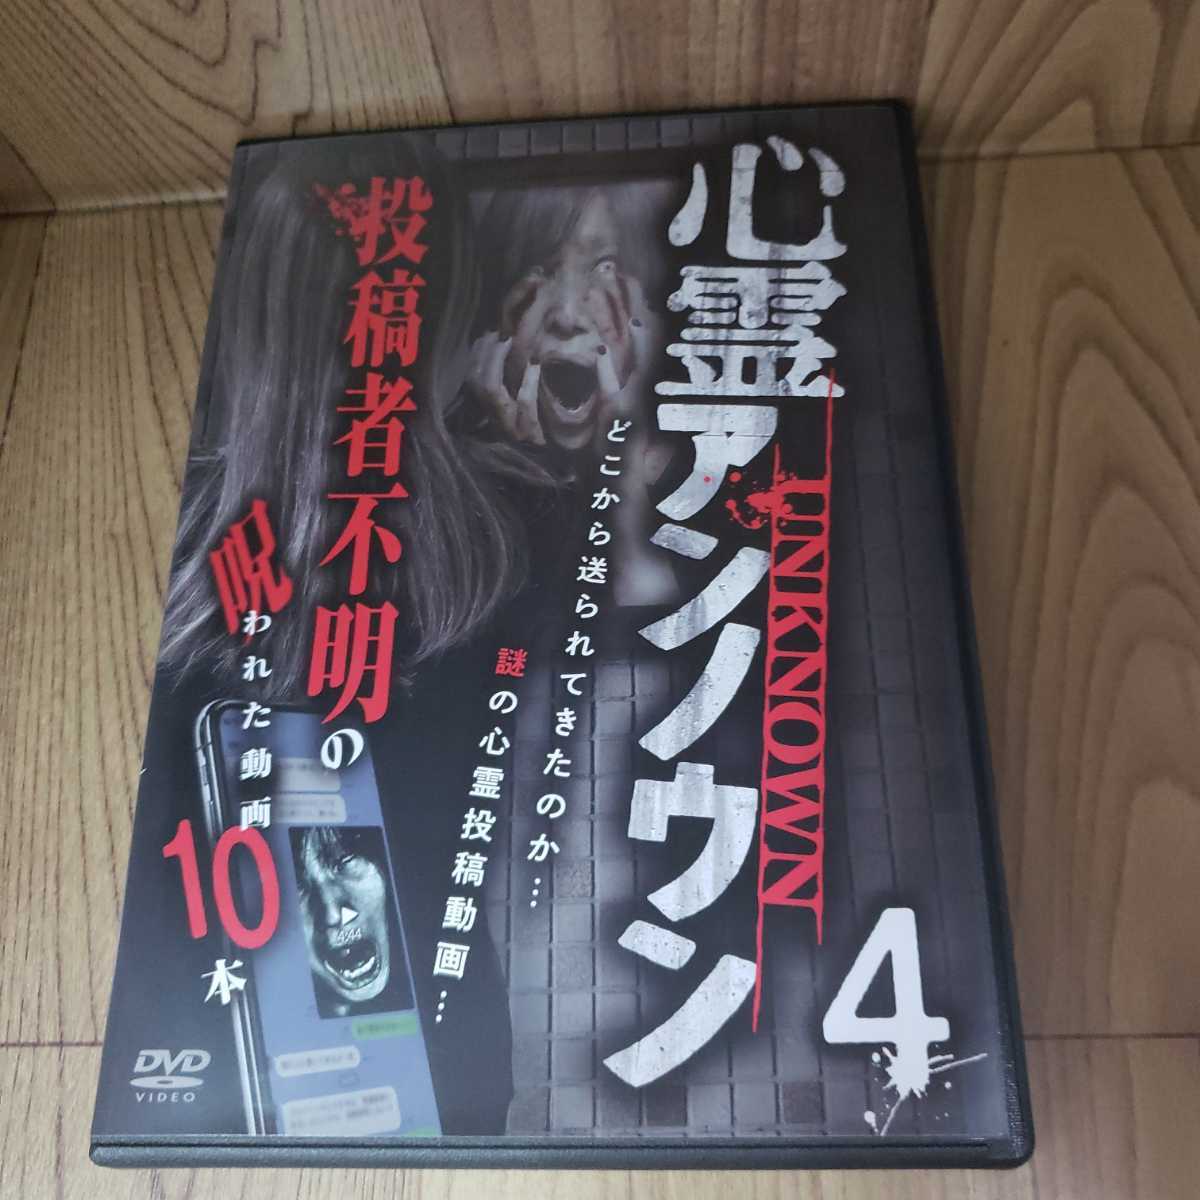 心霊アンノウン
UNKNOWN
4
どこから送られてきたのか…
謎の心霊投稿動画…
投稿者不明の
呪われた動画
10本
4:44
DVD
VIDEO